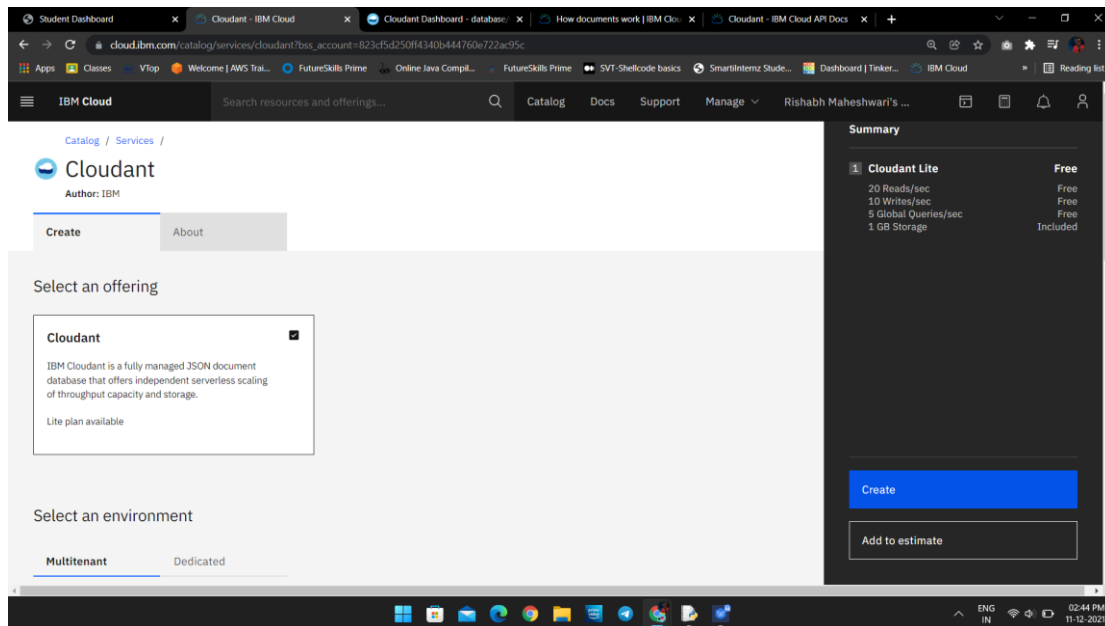 Student Dashboard
Cloudant - IBM Cloud
Cloudant Dashboard - database/
How documents work | IBM Clou
Cloudant - IBM Cloud API Docs
cloud.ibm.com/catalog/services/cloudant?bss_account=823cf5d250ff4340b444760e722ac95c
Apps
Classes
VTop
Welcome | AWS Trai...
FutureSkills Prime
Online Java Compil...
FutureSkills Prime
SVT-Shellcode basics
SmartiInternz Stude...
Dashboard | Tinker...
IBM Cloud
»
Reading list
IBM Cloud
Search resources and offerings...
Catalog
Docs
Support
Manage
Rishabh Maheshwari's ...
Catalog / Services /
Cloudant
Author: IBM
Create
About
Select an offering
Cloudant
IBM Cloudant is a fully managed JSON document
database that offers independent serverless scaling
of throughput capacity and storage.
Lite plan available
Select an environment
Multitenant
Dedicated
Summary
1 Cloudant Lite Free
20 Reads/sec Free
10 Writes/sec Free
5 Global Queries/sec Free
1 GB Storage Included
Create
Add to estimate
ENG
IN
02:44 PM
11-12-2021